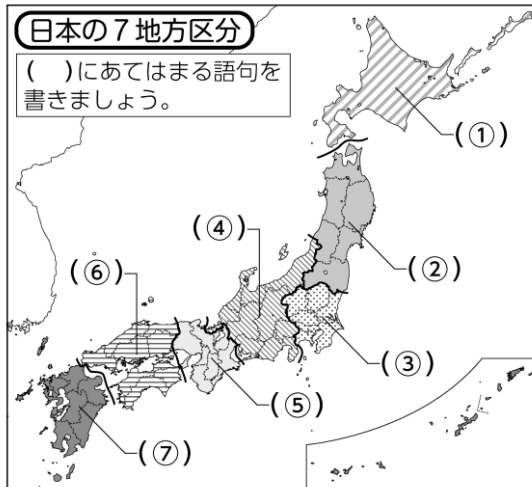 日本の7地方区分
(　)にあてはまる語句を
書きましょう。
(①)
(④)
(②)
(⑥)
(③)
(⑤)
(⑦)